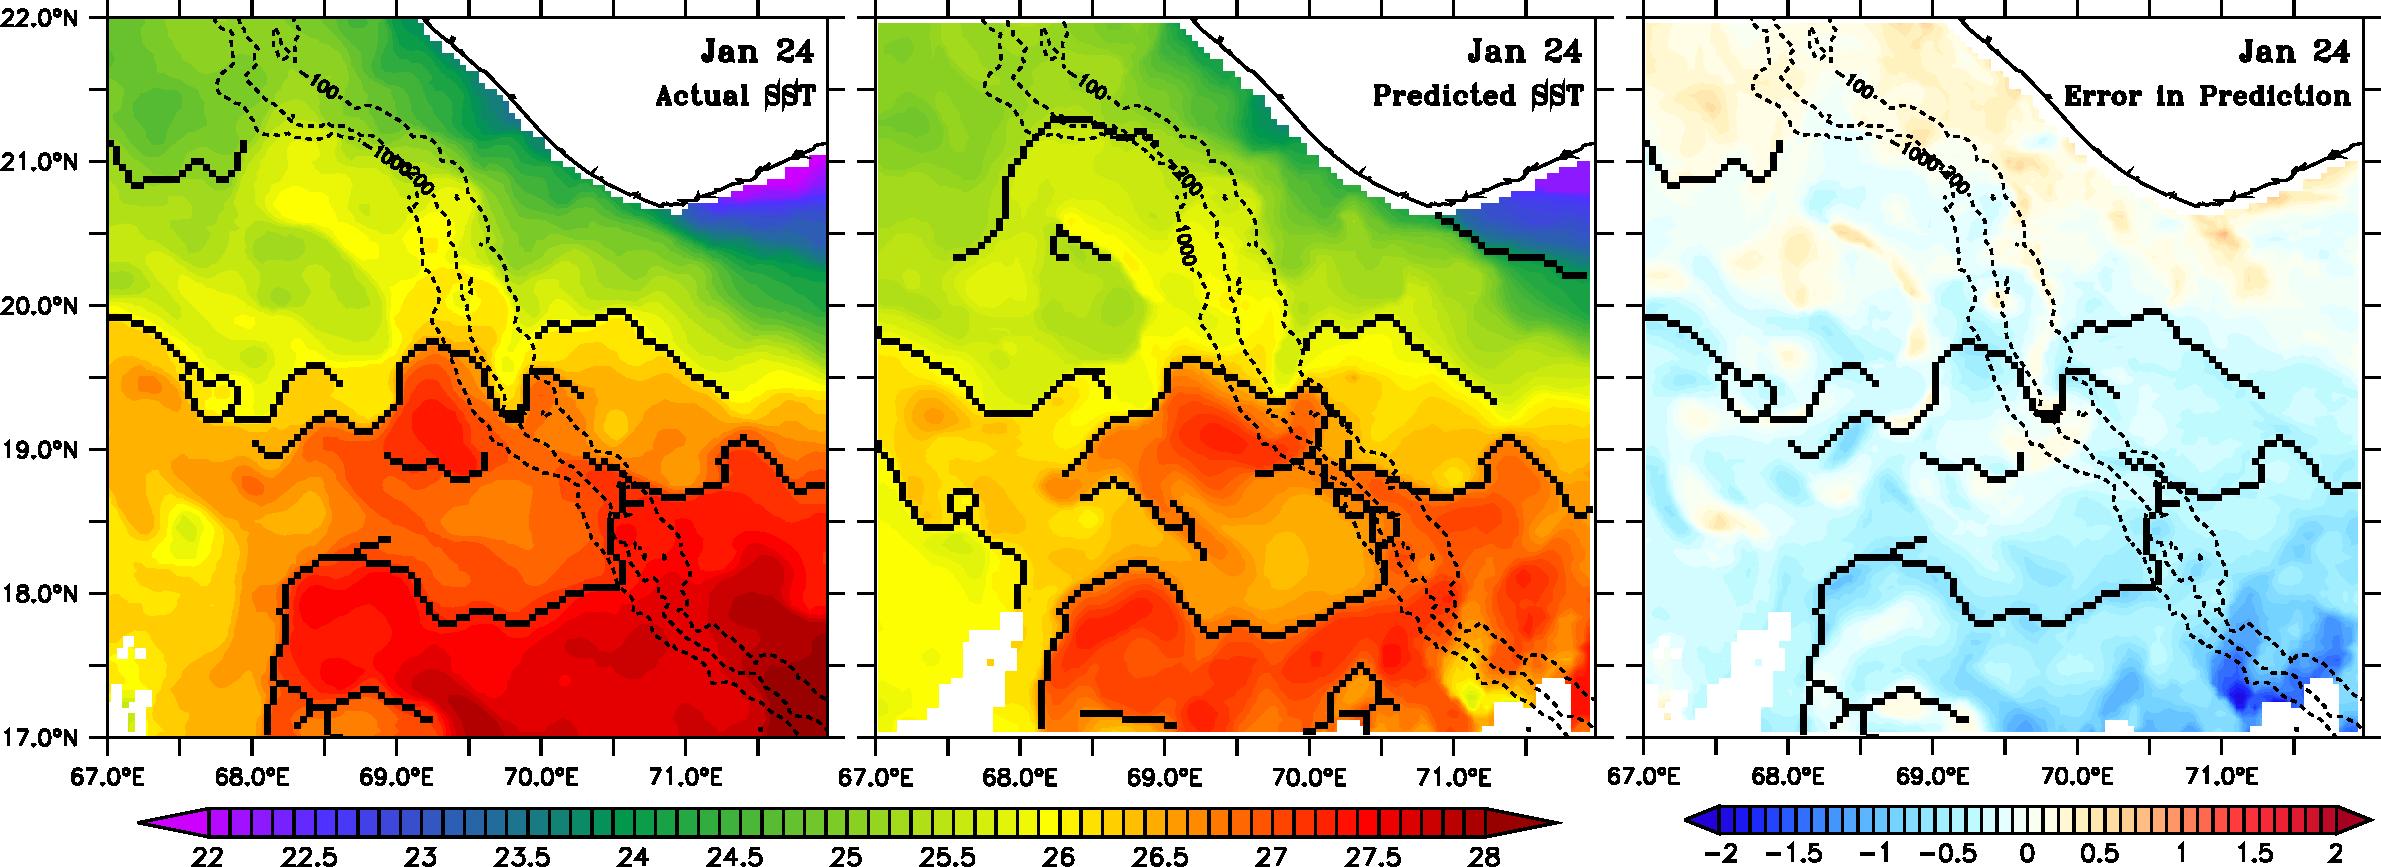 22.0°N
21.0°N
20.0°N
19.0°N
18.0°N
17.0°N
Jan 24
Actual SST
100
1000
200
67.0°E 68.0°E 69.0°E 70.0°E 71.0°E
Jan 24
Predicted SST
100
200
1000
67.0°E 68.0°E 69.0°E 70.0°E 71.0°E
Jan 24
Error in Prediction
100
1000
200
67.0°E 68.0°E 69.0°E 70.0°E 71.0°E
22 22.5 23 23.5 24 24.5 25 25.5 26 26.5 27 27.5 28
-2 -1.5 -1 -0.5 0 0.5 1 1.5 2